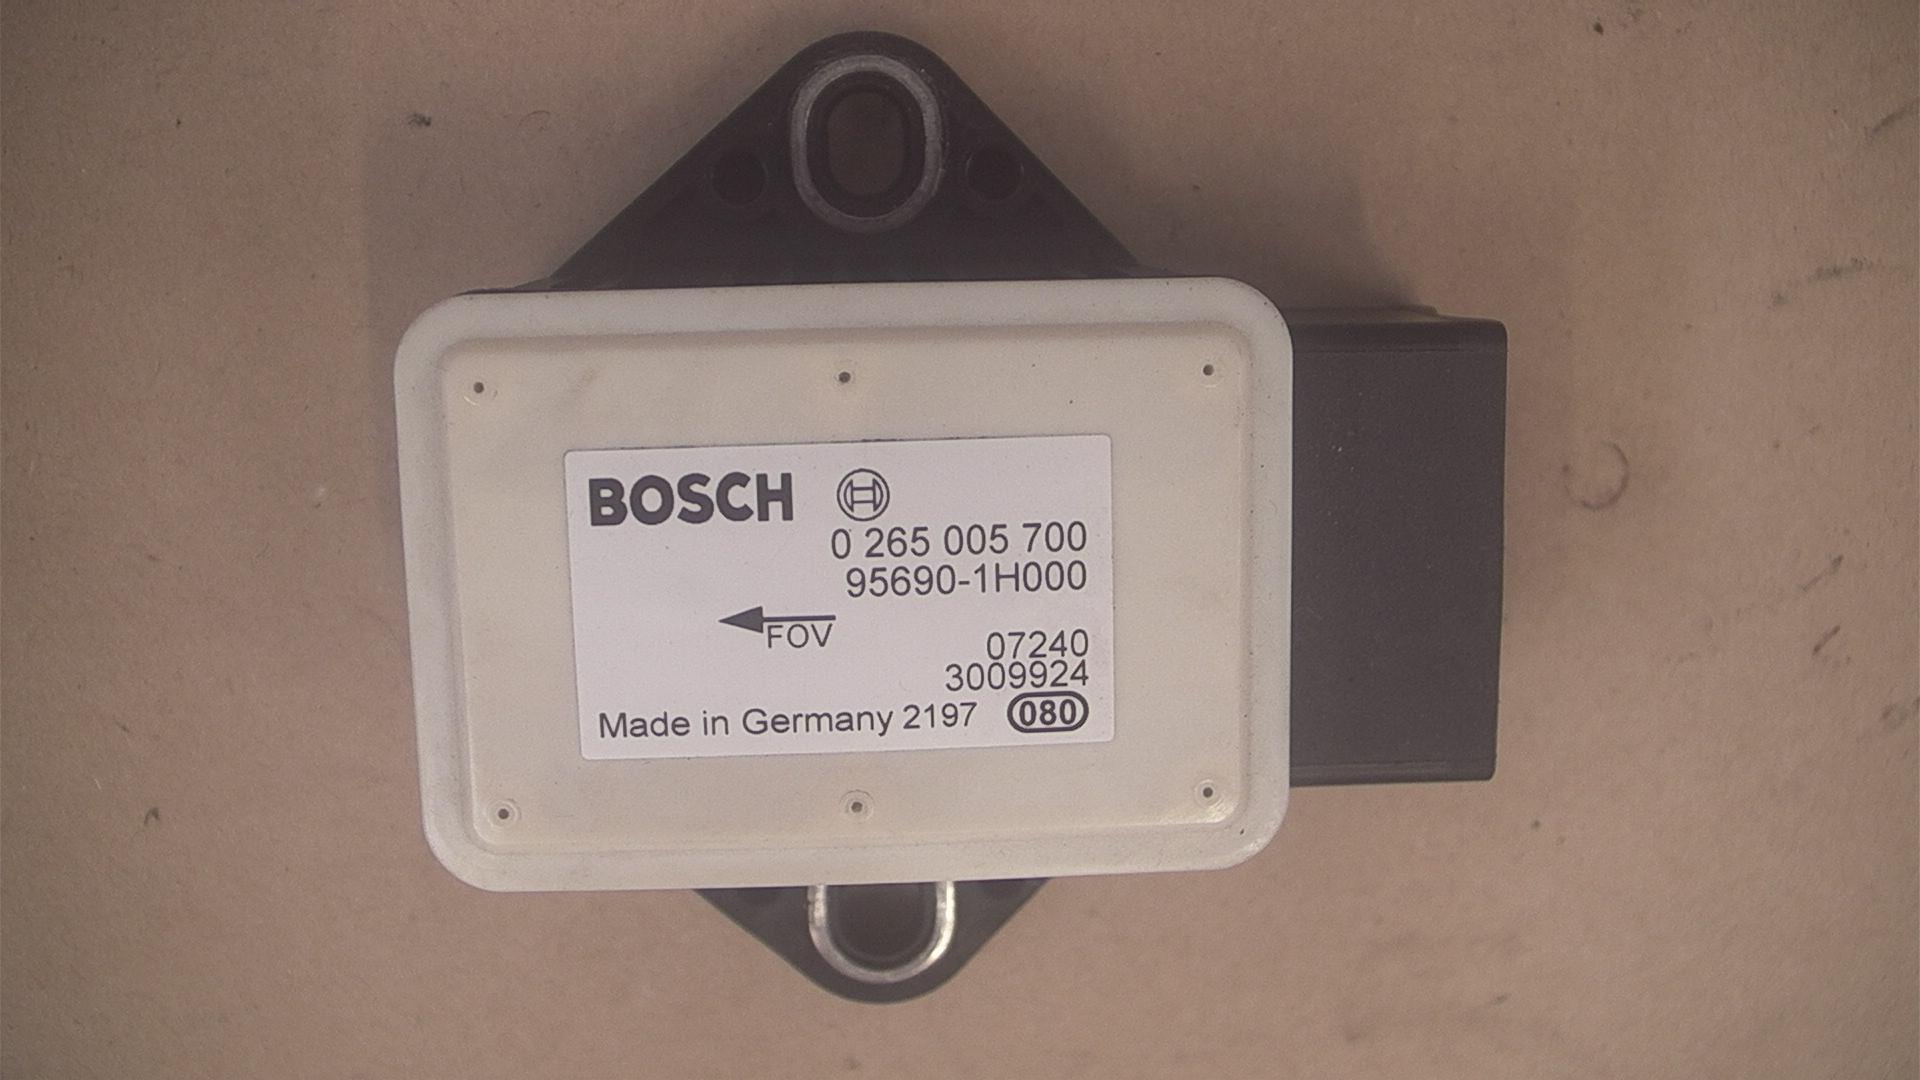 BOSCH
0 265 005 700
95690-1H000
FOV
07240
3009924
Made in Germany 2197 080